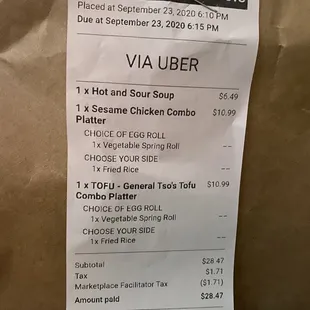 Placed at September 23, 2020 6:10 PM
Due at September 23, 2020 6:15 PM
VIA UBER
1 x Hot and Sour Soup $6.49
1 x Sesame Chicken Combo $10.99
Platter
CHOICE OF EGG ROLL
1x Vegetable Spring Roll --
CHOOSE YOUR SIDE
1x Fried Rice --
1 x TOFU - General Tso's Tofu $10.99
Combo Platter
CHOICE OF EGG ROLL
1x Vegetable Spring Roll --
CHOOSE YOUR SIDE
1x Fried Rice --
Subtotal $28.47
Tax $1.71
Marketplace Facilitator Tax ($1.71)
Amount paid $28.47